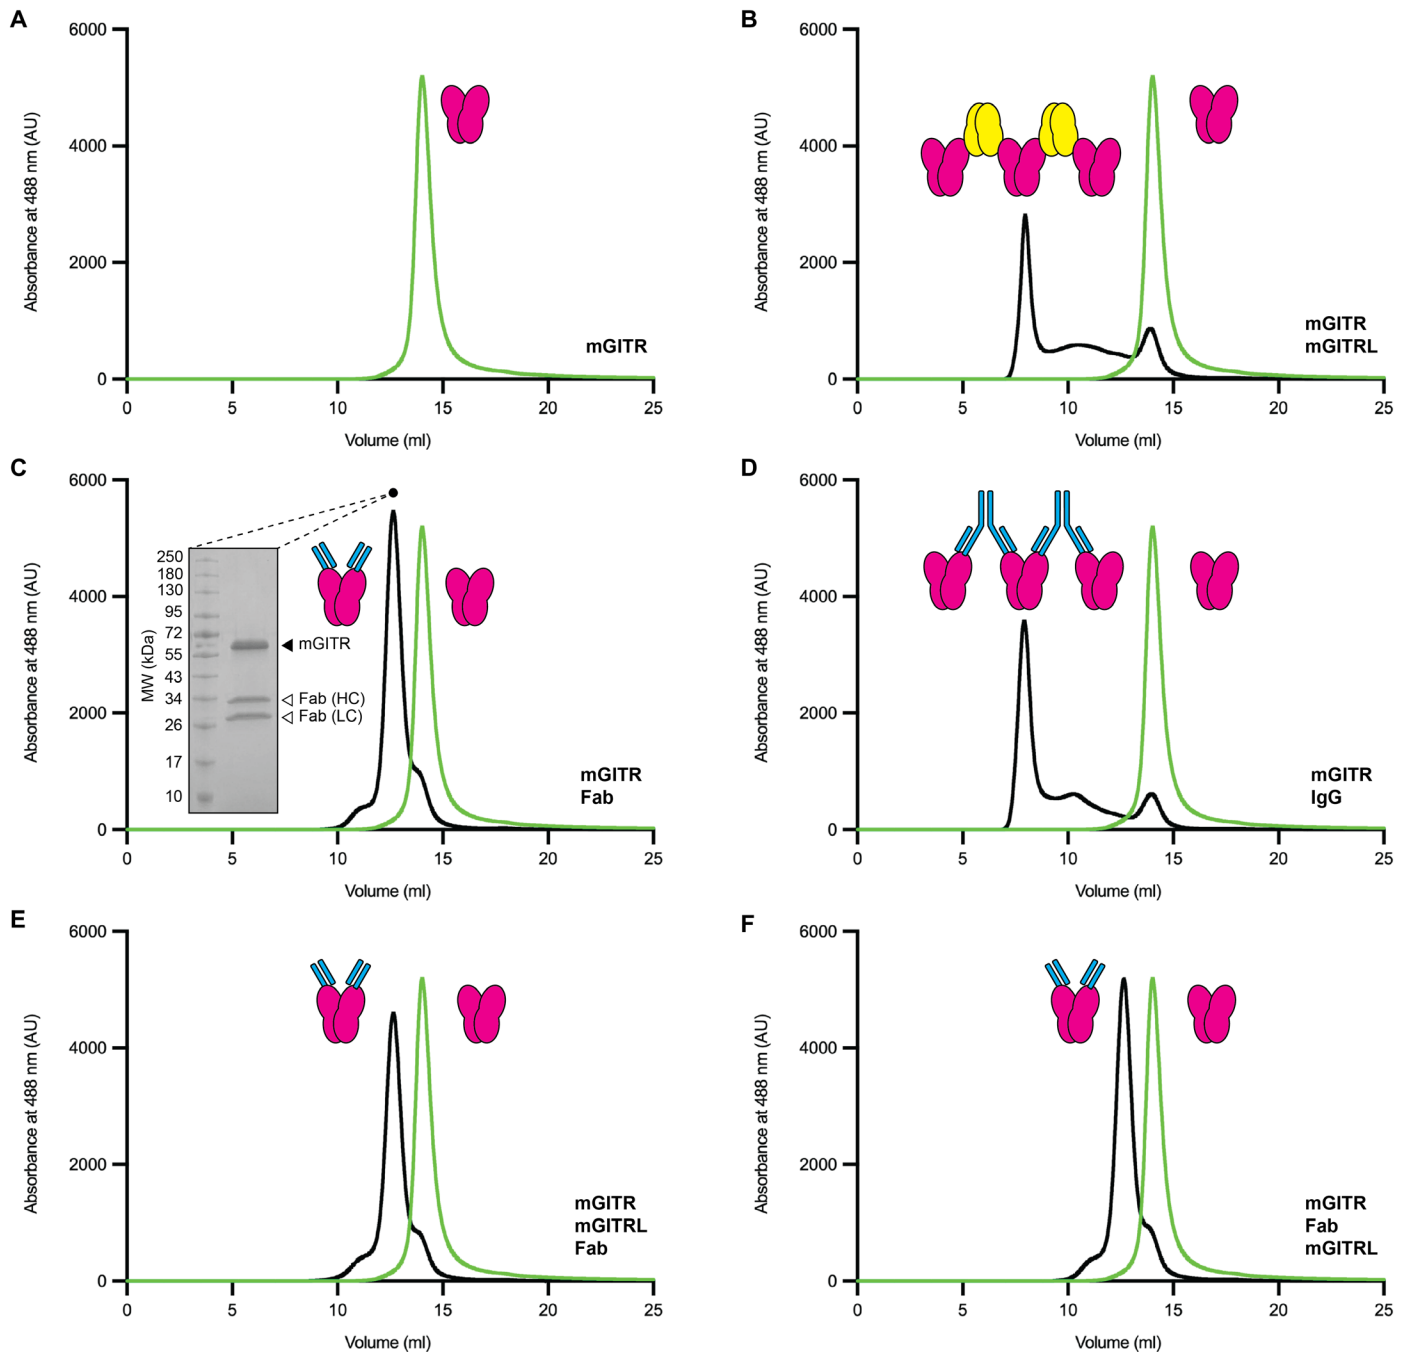 A
6000
4000
2000
0
0 5 10 15 20 25
Absorbance at 488 nm (AU)
Volume (ml)
mGITR
B
6000
4000
2000
0
0 5 10 15 20 25
Absorbance at 488 nm (AU)
Volume (ml)
mGITR
mGITRL
C
6000
4000
2000
0
0 5 10 15 20 25
Absorbance at 488 nm (AU)
Volume (ml)
MW (kDa)
250
180
130
95
72
55
43
34
26
17
10
mGITR
Fab (HC)
Fab (LC)
mGITR
Fab
D
6000
4000
2000
0
0 5 10 15 20 25
Absorbance at 488 nm (AU)
Volume (ml)
mGITR
IgG
E
6000
4000
2000
0
0 5 10 15 20 25
Absorbance at 488 nm (AU)
Volume (ml)
mGITR
mGITRL
Fab
F
6000
4000
2000
0
0 5 10 15 20 25
Absorbance at 488 nm (AU)
Volume (ml)
mGITR
Fab
mGITRL